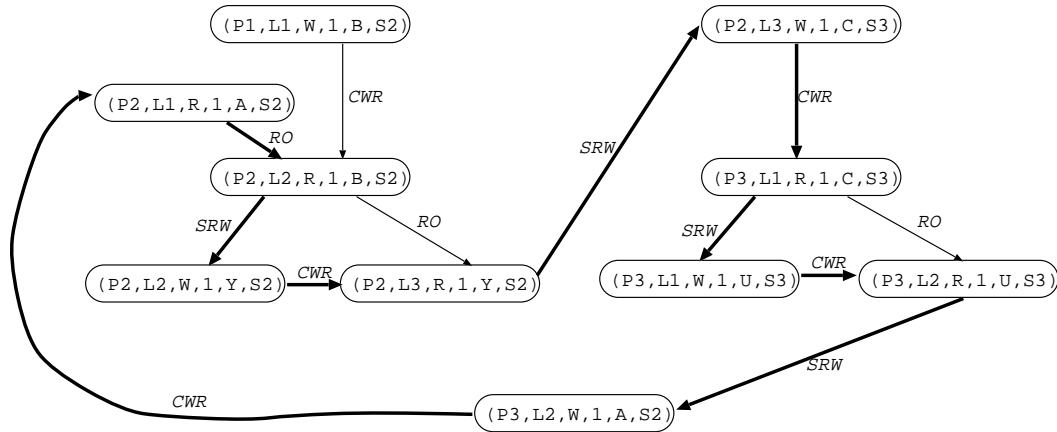 (P1,L1,W,1,B,S2)
(P2,L3,W,1,C,S3)
CWR
CWR
(P2,L1,R,1,A,S2)
RO
SRW
(P2,L2,R,1,B,S2)
(P3,L1,R,1,C,S3)
SRW
RO
SRW
RO
(P2,L2,W,1,Y,S2)
CWR
(P2,L3,R,1,Y,S2)
(P3,L1,W,1,U,S3)
CWR
(P3,L2,R,1,U,S3)
SRW
CWR
(P3,L2,W,1,A,S2)